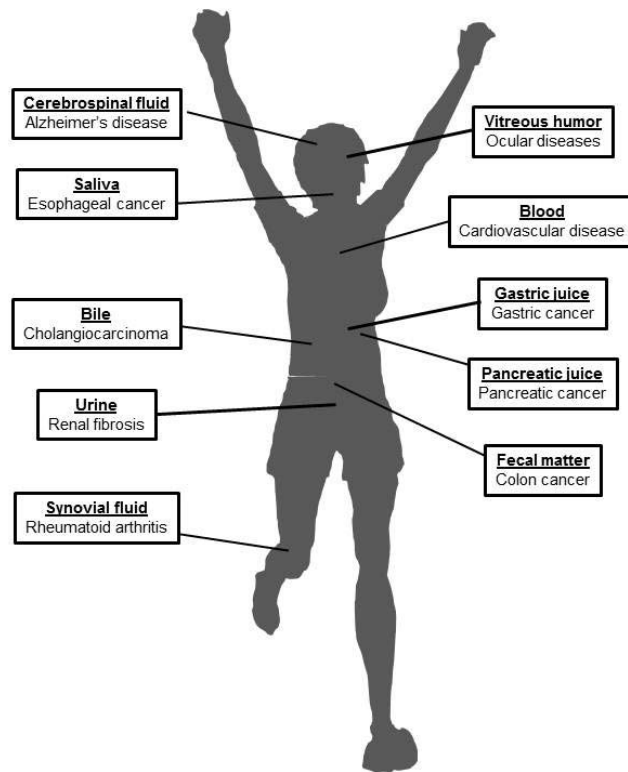 Cerebrospinal fluid
Alzheimer's disease
Vitreous humor
Ocular diseases
Saliva
Esophageal cancer
Blood
Cardiovascular disease
Gastric juice
Gastric cancer
Bile
Cholangiocarcinoma
Pancreatic juice
Pancreatic cancer
Urine
Renal fibrosis
Fecal matter
Colon cancer
Synovial fluid
Rheumatoid arthritis